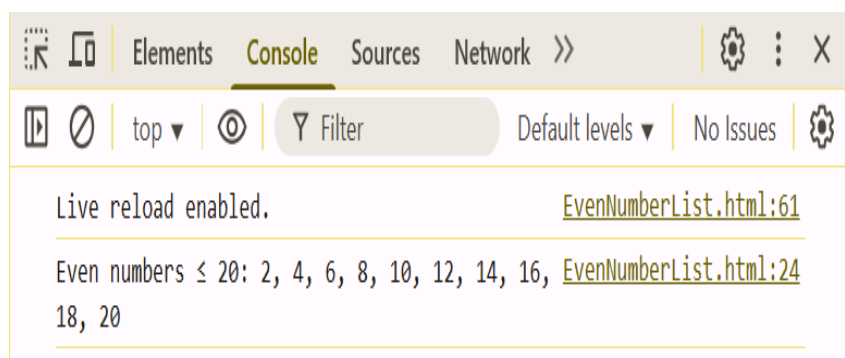 Elements Console Sources Network
top Filter Default levels No Issues
Live reload enabled. EvenNumberList.html:61
Even numbers ≤ 20: 2, 4, 6, 8, 10, 12, 14, 16, EvenNumberList.html:24
18, 20